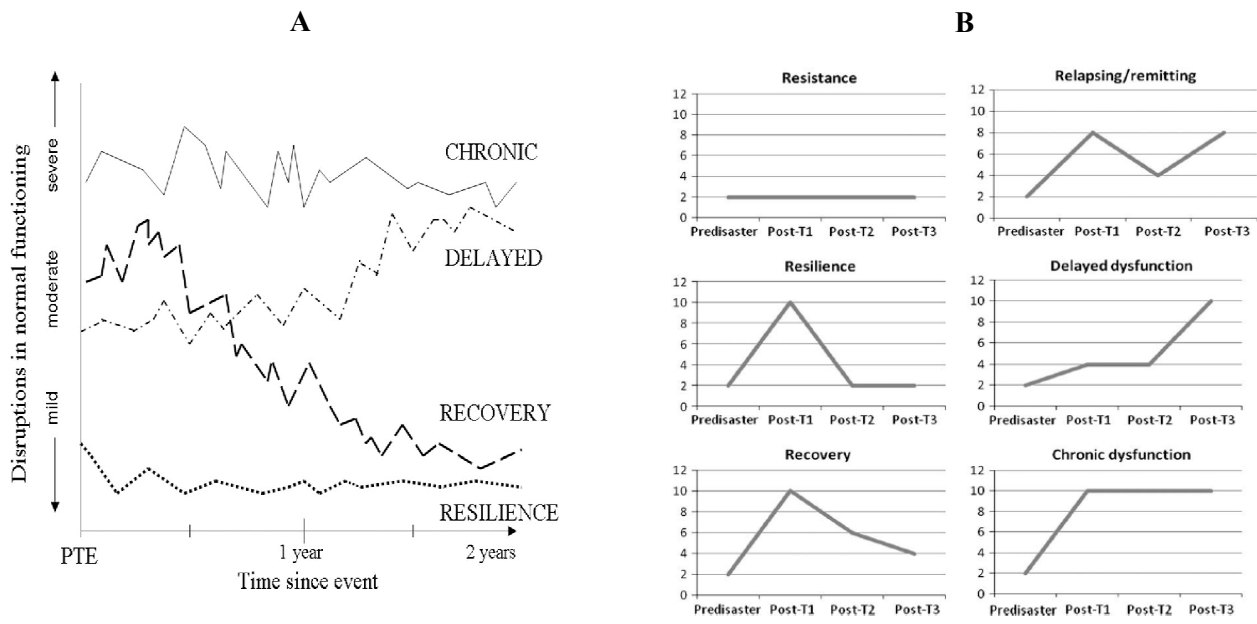 A
Disruptions in normal functioning
severe
moderate
mild
CHRONIC
DELAYED
RECOVERY
RESILIENCE
PTE
1 year
2 years
Time since event
B
Resistance
12
10
8
6
4
2
0
Predisaster Post-T1 Post-T2 Post-T3
Relapsing/remitting
12
10
8
6
4
2
0
Predisaster Post-T1 Post-T2 Post-T3
Resilience
12
10
8
6
4
2
0
Predisaster Post-T1 Post-T2 Post-T3
Delayed dysfunction
12
10
8
6
4
2
0
Predisaster Post-T1 Post-T2 Post-T3
Recovery
12
10
8
6
4
2
0
Predisaster Post-T1 Post-T2 Post-T3
Chronic dysfunction
12
10
8
6
4
2
0
Predisaster Post-T1 Post-T2 Post-T3